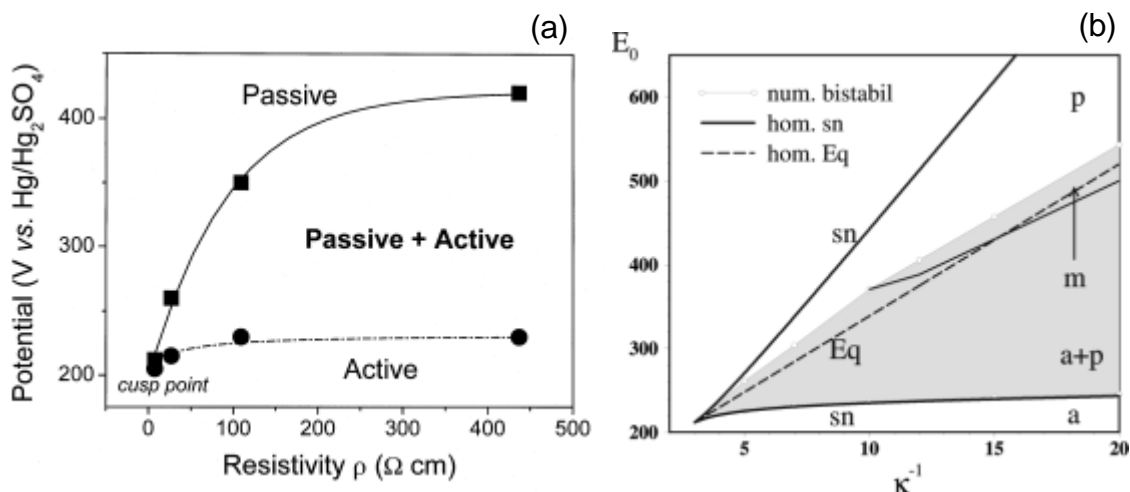 (a)
Potential (V vs. Hg/Hg2SO4)
400
300
200
Passive
Passive + Active
Active
cusp point
0 100 200 300 400 500
Resistivity ρ (Ω cm)
(b)
E0
600
500
400
300
200
num. bistabil
hom. sn
hom. Eq
p
sn
m
Eq
a+p
sn
a
5 10 15 20
κ-1